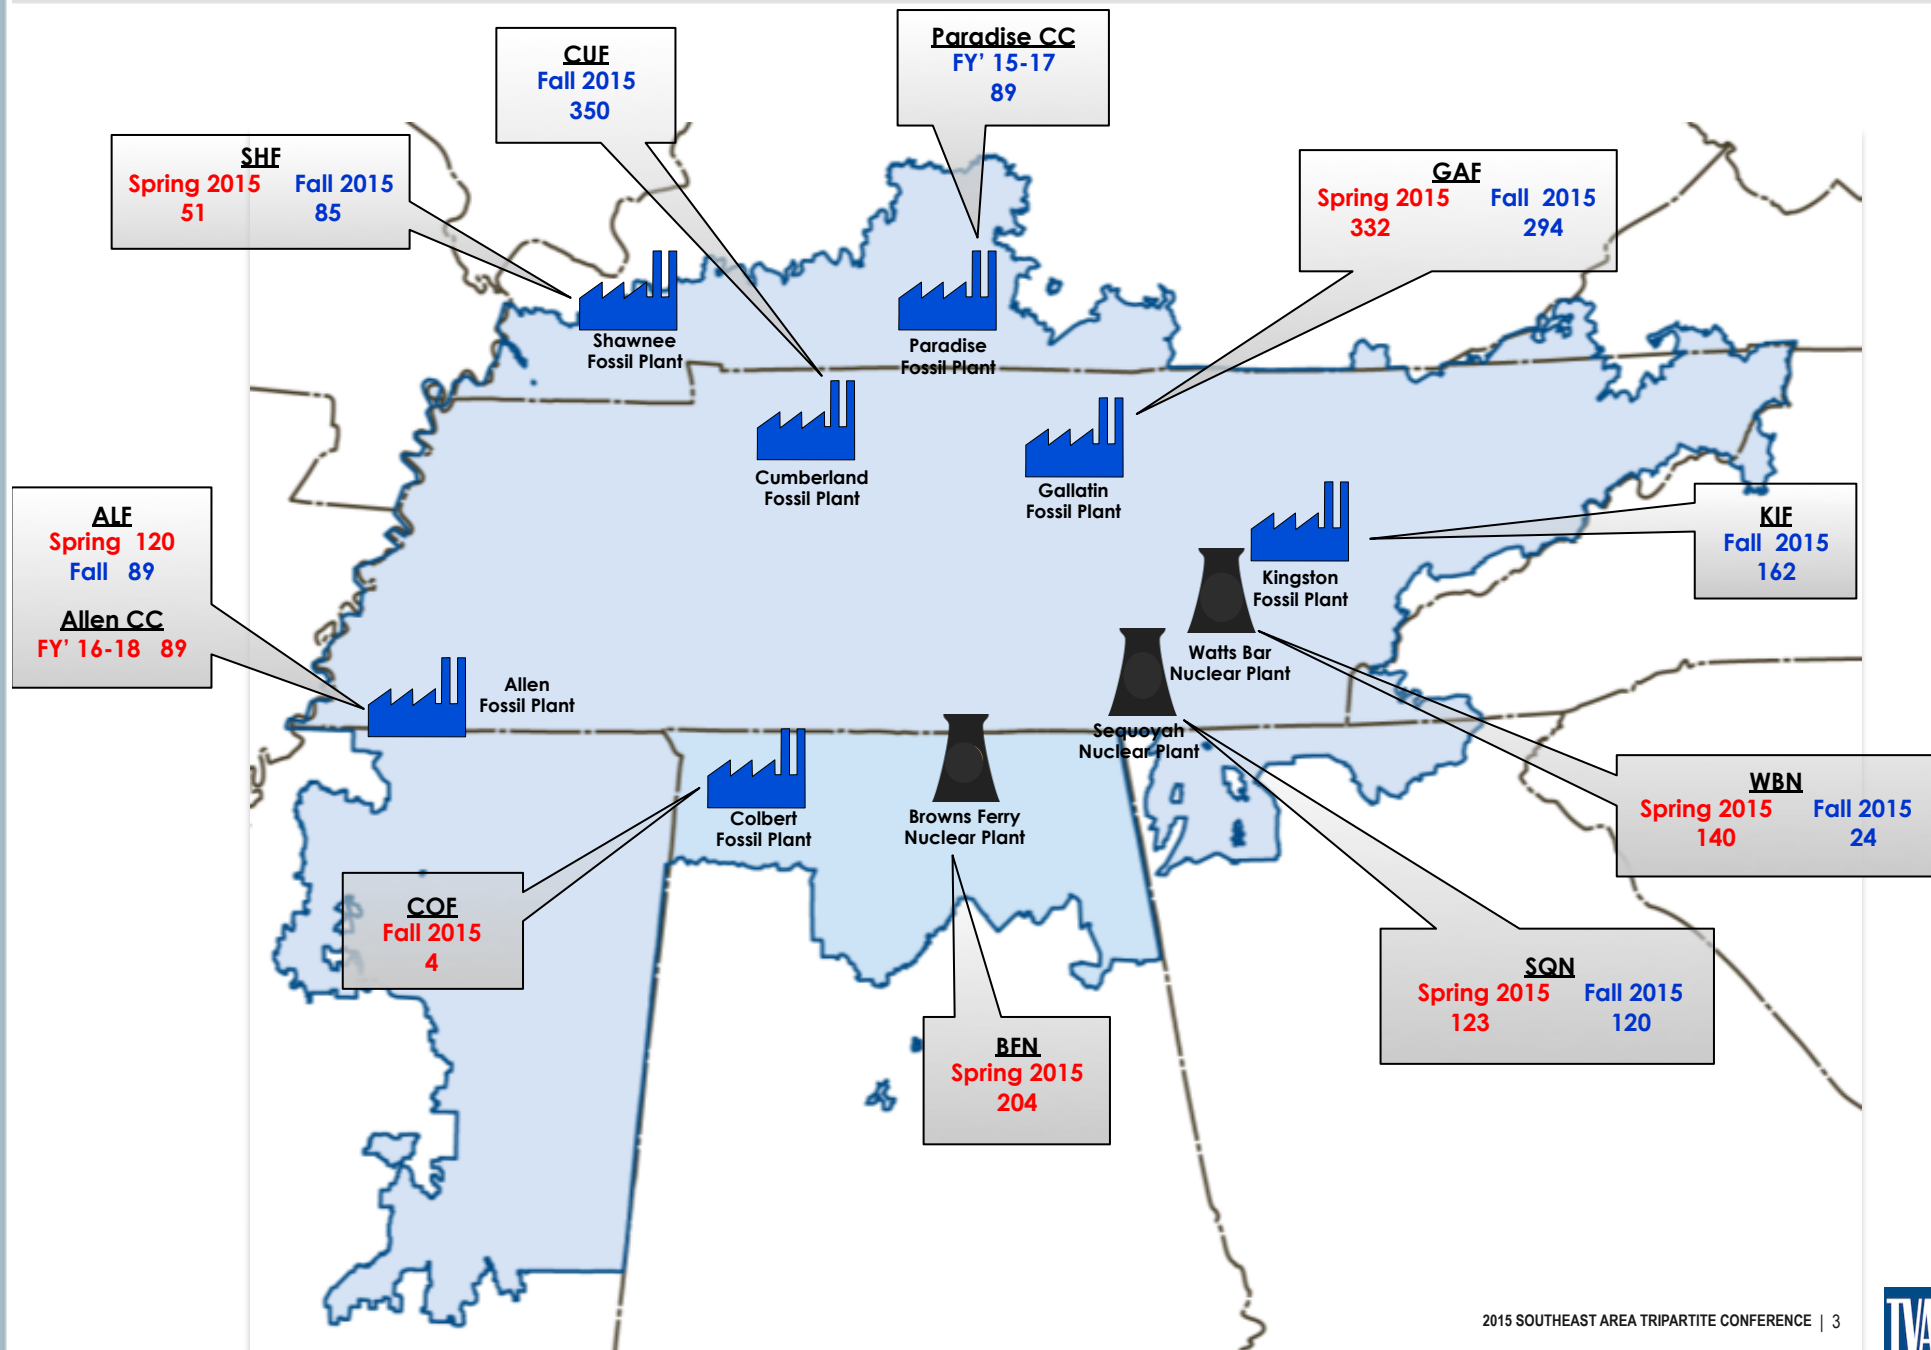 CUF
Fall 2015
350
Paradise CC
FY' 15-17
89
SHF
Spring 2015 Fall 2015
51 85
GAF
Spring 2015 Fall 2015
332 294
Shawnee
Fossil Plant
Paradise
Fossil Plant
Cumberland
Fossil Plant
Gallatin
Fossil Plant
ALF
Spring 120
Fall 89
Allen CC
FY' 16-18 89
KIF
Fall 2015
162
Kingston
Fossil Plant
Watts Bar
Nuclear Plant
Allen
Fossil Plant
Sequoyah
Nuclear Plant
Colbert
Fossil Plant
Browns Ferry
Nuclear Plant
WBN
Spring 2015 Fall 2015
140 24
COF
Fall 2015
4
SQN
Spring 2015 Fall 2015
123 120
BFN
Spring 2015
204
2015 SOUTHEAST AREA TRIPARTITE CONFERENCE | 3
TVA